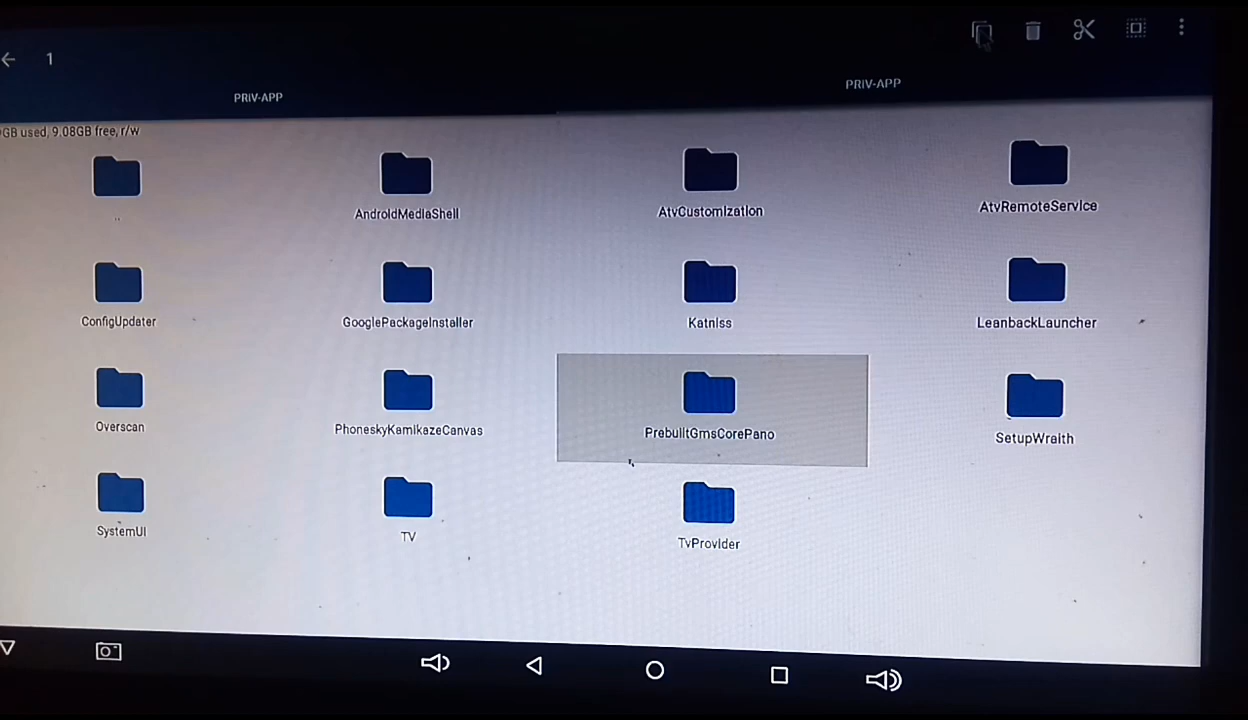 1
PRIV-APP
PRIV-APP
GB used, 9.08GB free, r/w
..
AndroidMediaShell
AtvCustomization
AtvRemoteService
ConfigUpdater
GooglePackageInstaller
Katniss
LeanbackLauncher
Overscan
PhoneskyKamikazeCanvas
PrebuiltGmsCorePano
SetupWraith
SystemUI
TV
TvProvider